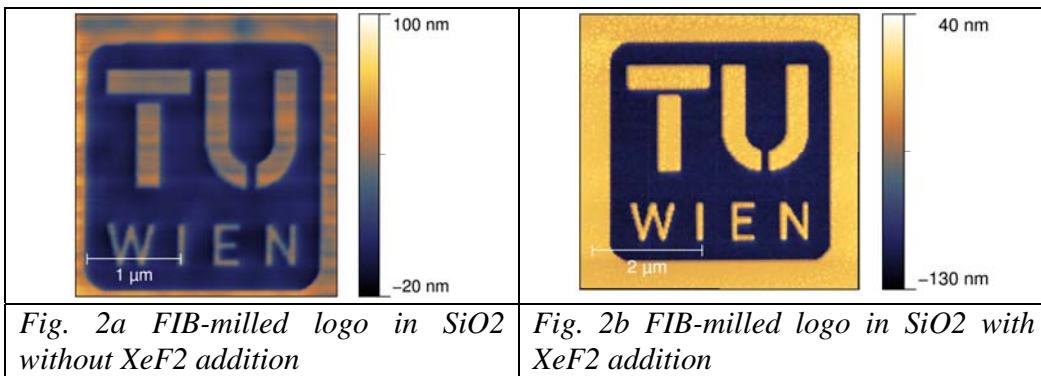 100 nm
TU
WIEN
1 µm
−20 nm
40 nm
TU
WIEN
2 µm
−130 nm
Fig. 2a FIB-milled logo in SiO2
without XeF2 addition
Fig. 2b FIB-milled logo in SiO2 with
XeF2 addition